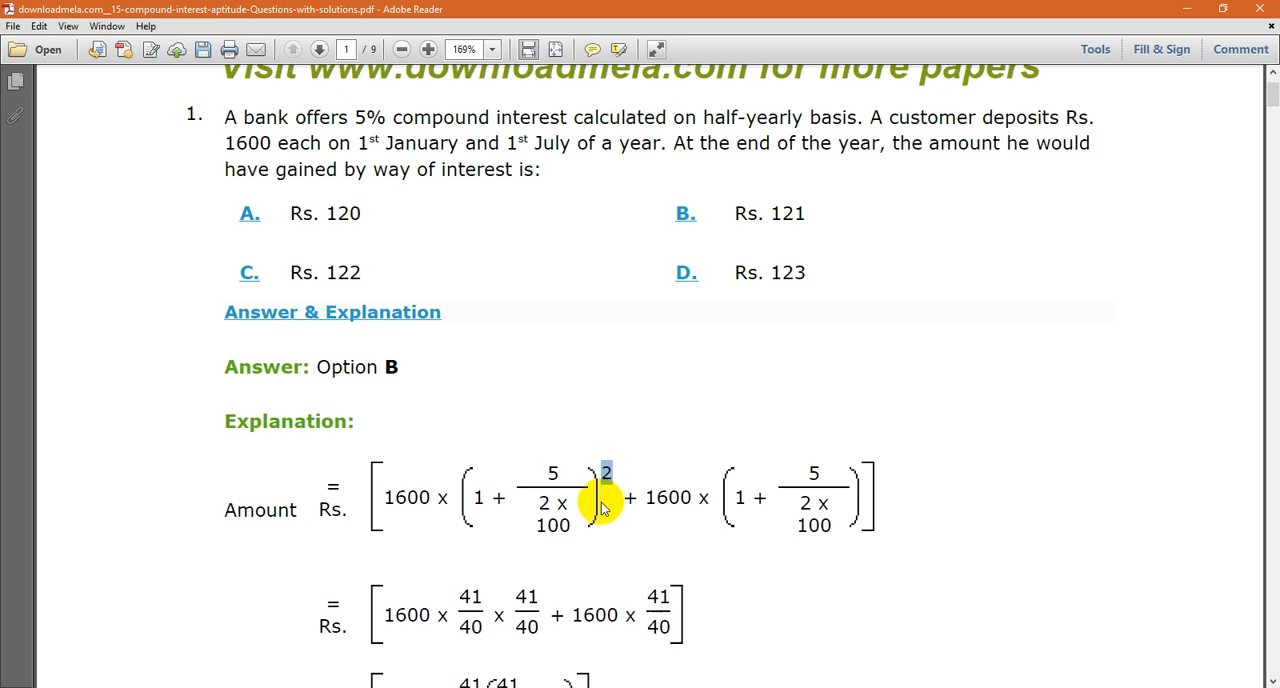 downloadmela.com__15-compound-interest-aptitude-Questions-with-solutions.pdf - Adobe Reader
File Edit View Window Help
Open 1 / 9 169% Tools Fill & Sign Comment
Visit www.downloadmela.com for more papers
1. A bank offers 5% compound interest calculated on half-yearly basis. A customer deposits Rs.
1600 each on 1st January and 1st July of a year. At the end of the year, the amount he would
have gained by way of interest is:
A. Rs. 120 B. Rs. 121
C. Rs. 122 D. Rs. 123
Answer & Explanation
Answer: Option B
Explanation:
Amount = Rs. [ 1600 x ( 1 + 5 / 2 x 100 )2 + 1600 x ( 1 + 5 / 2 x 100 ) ]
= Rs. [ 1600 x 41/40 x 41/40 + 1600 x 41/40 ]
[ 41 ( 41 ) ]